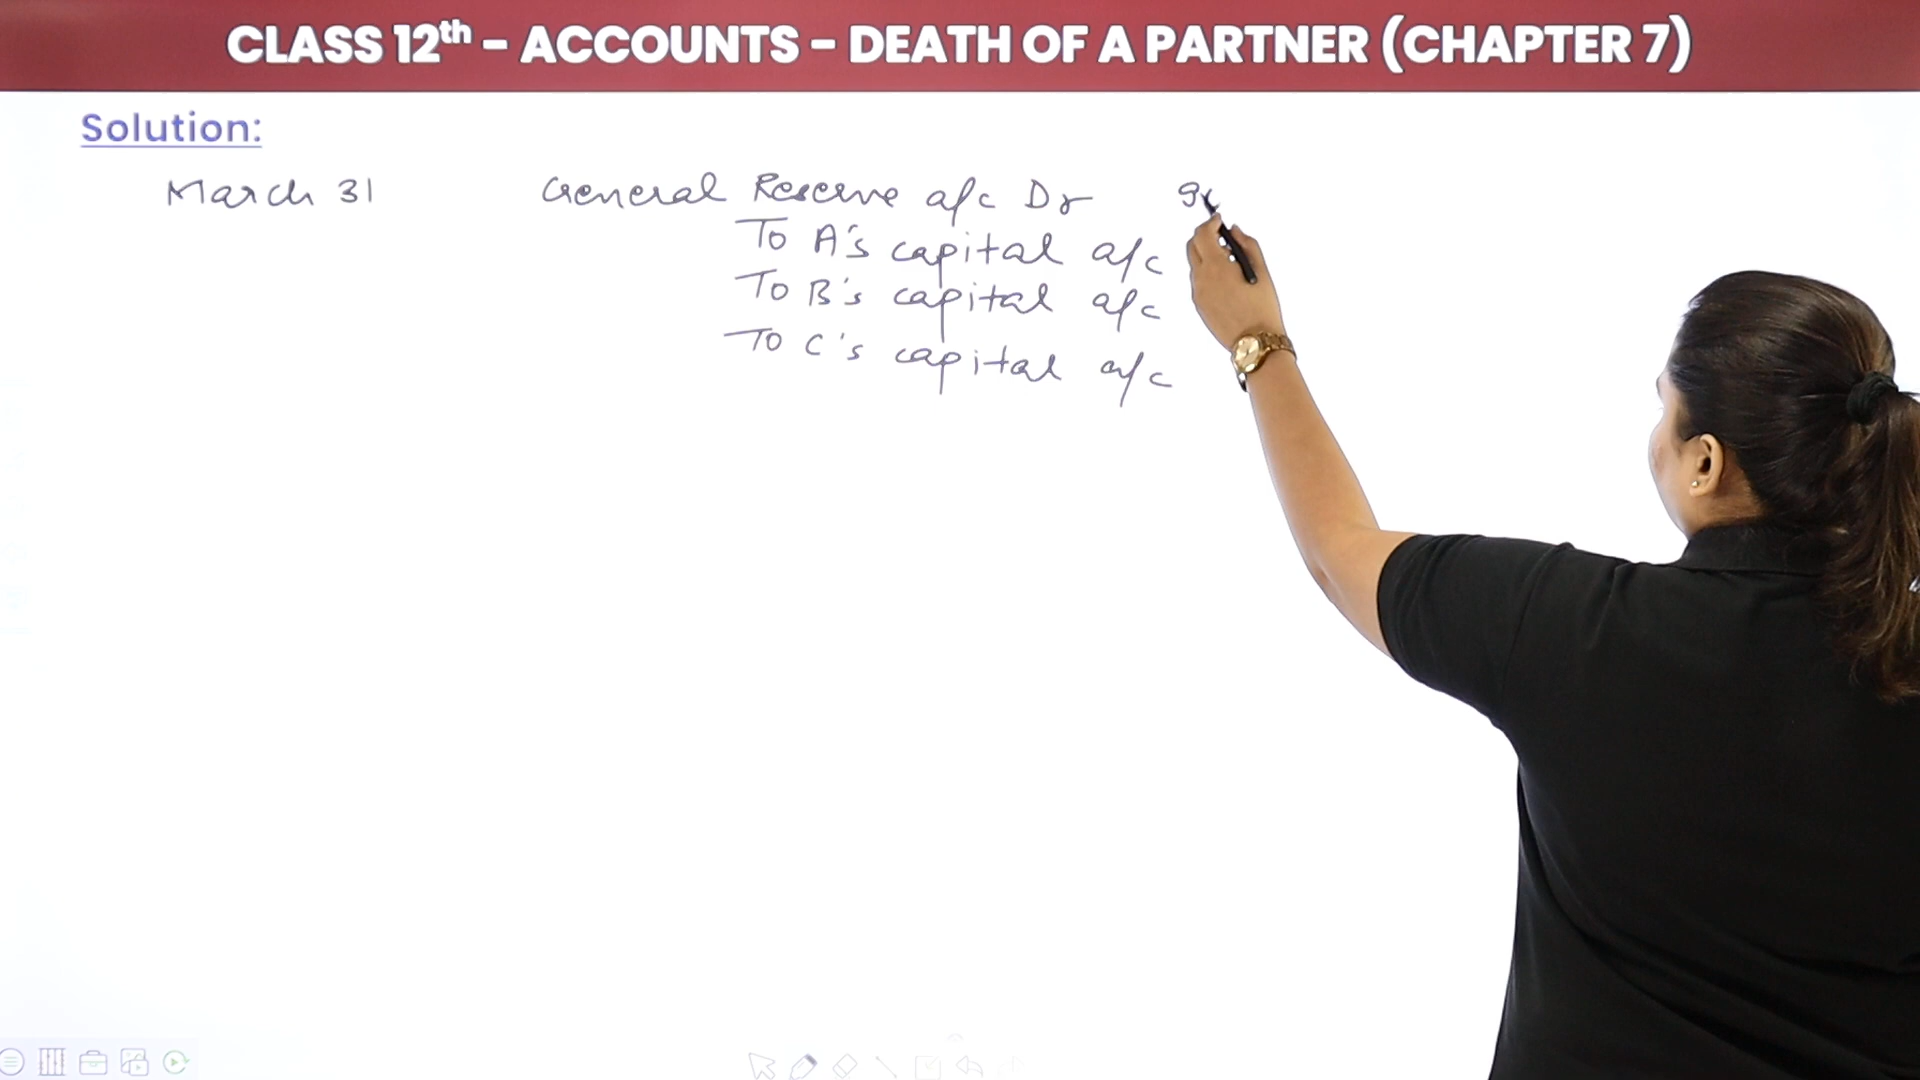 CLASS 12th – ACCOUNTS – DEATH OF A PARTNER (CHAPTER 7)
Solution:
March 31 General Reserve a/c Dr
To A's capital a/c
To B's capital a/c
To C's capital a/c